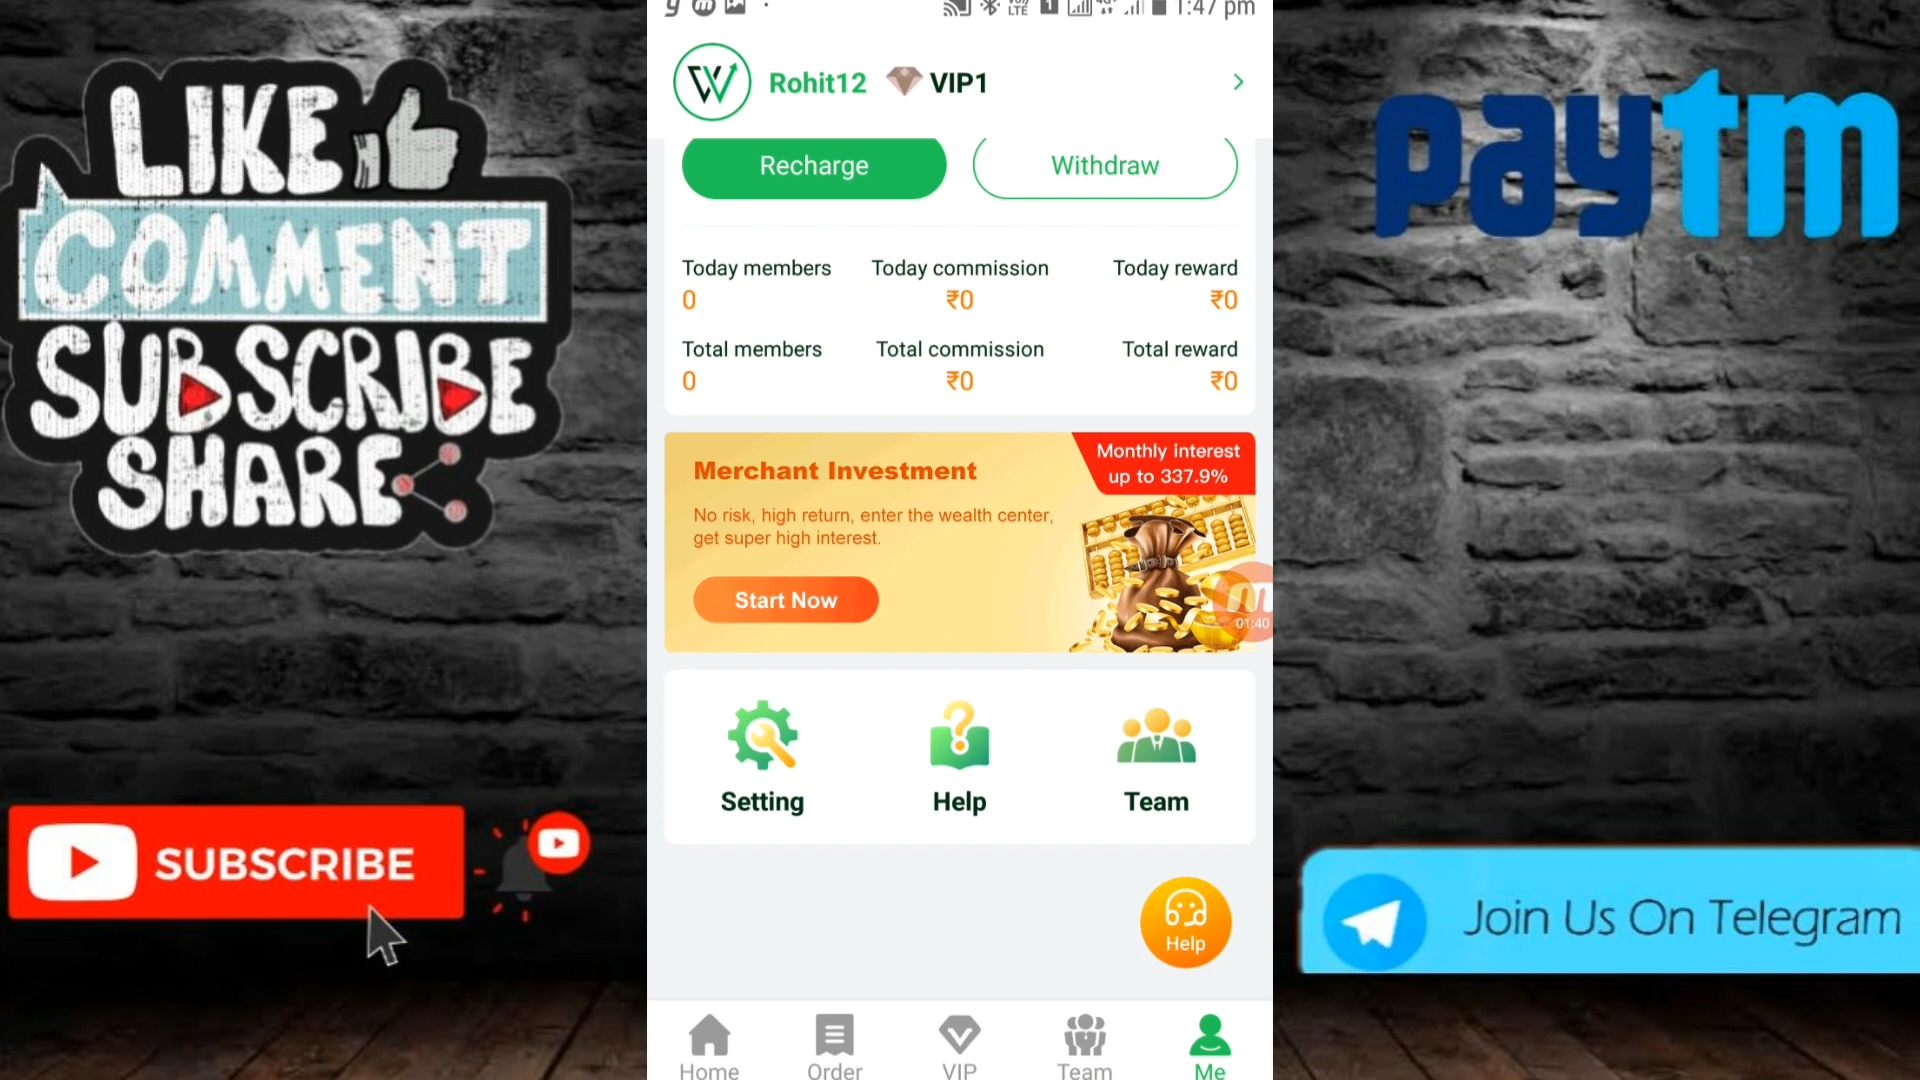 LIKE
COMMENT
SUBSCRIBE
SHARE
SUBSCRIBE
1:47 pm
Rohit12 VIP1
Recharge Withdraw
Today members Today commission Today reward
0 ₹0 ₹0
Total members Total commission Total reward
0 ₹0 ₹0
Merchant Investment
Monthly interest
up to 337.9%
No risk, high return, enter the wealth center,
get super high interest.
Start Now
01:40
Setting Help Team
Help
Home Order VIP Team Me
paytm
Join Us On Telegram